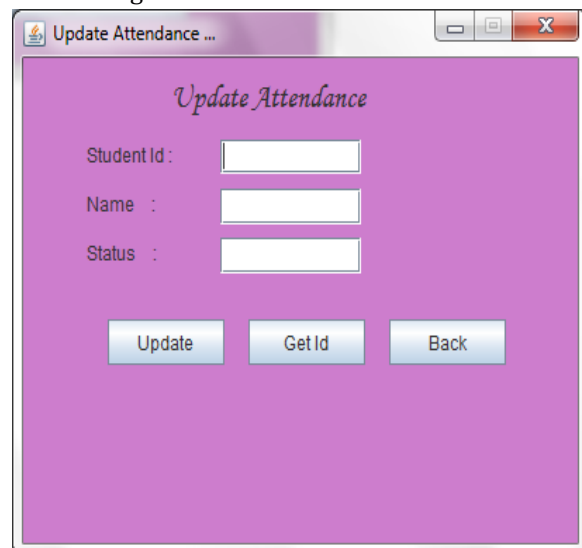 Update Attendance ...
Update Attendance
Student Id :
Name :
Status :
Update Get Id Back